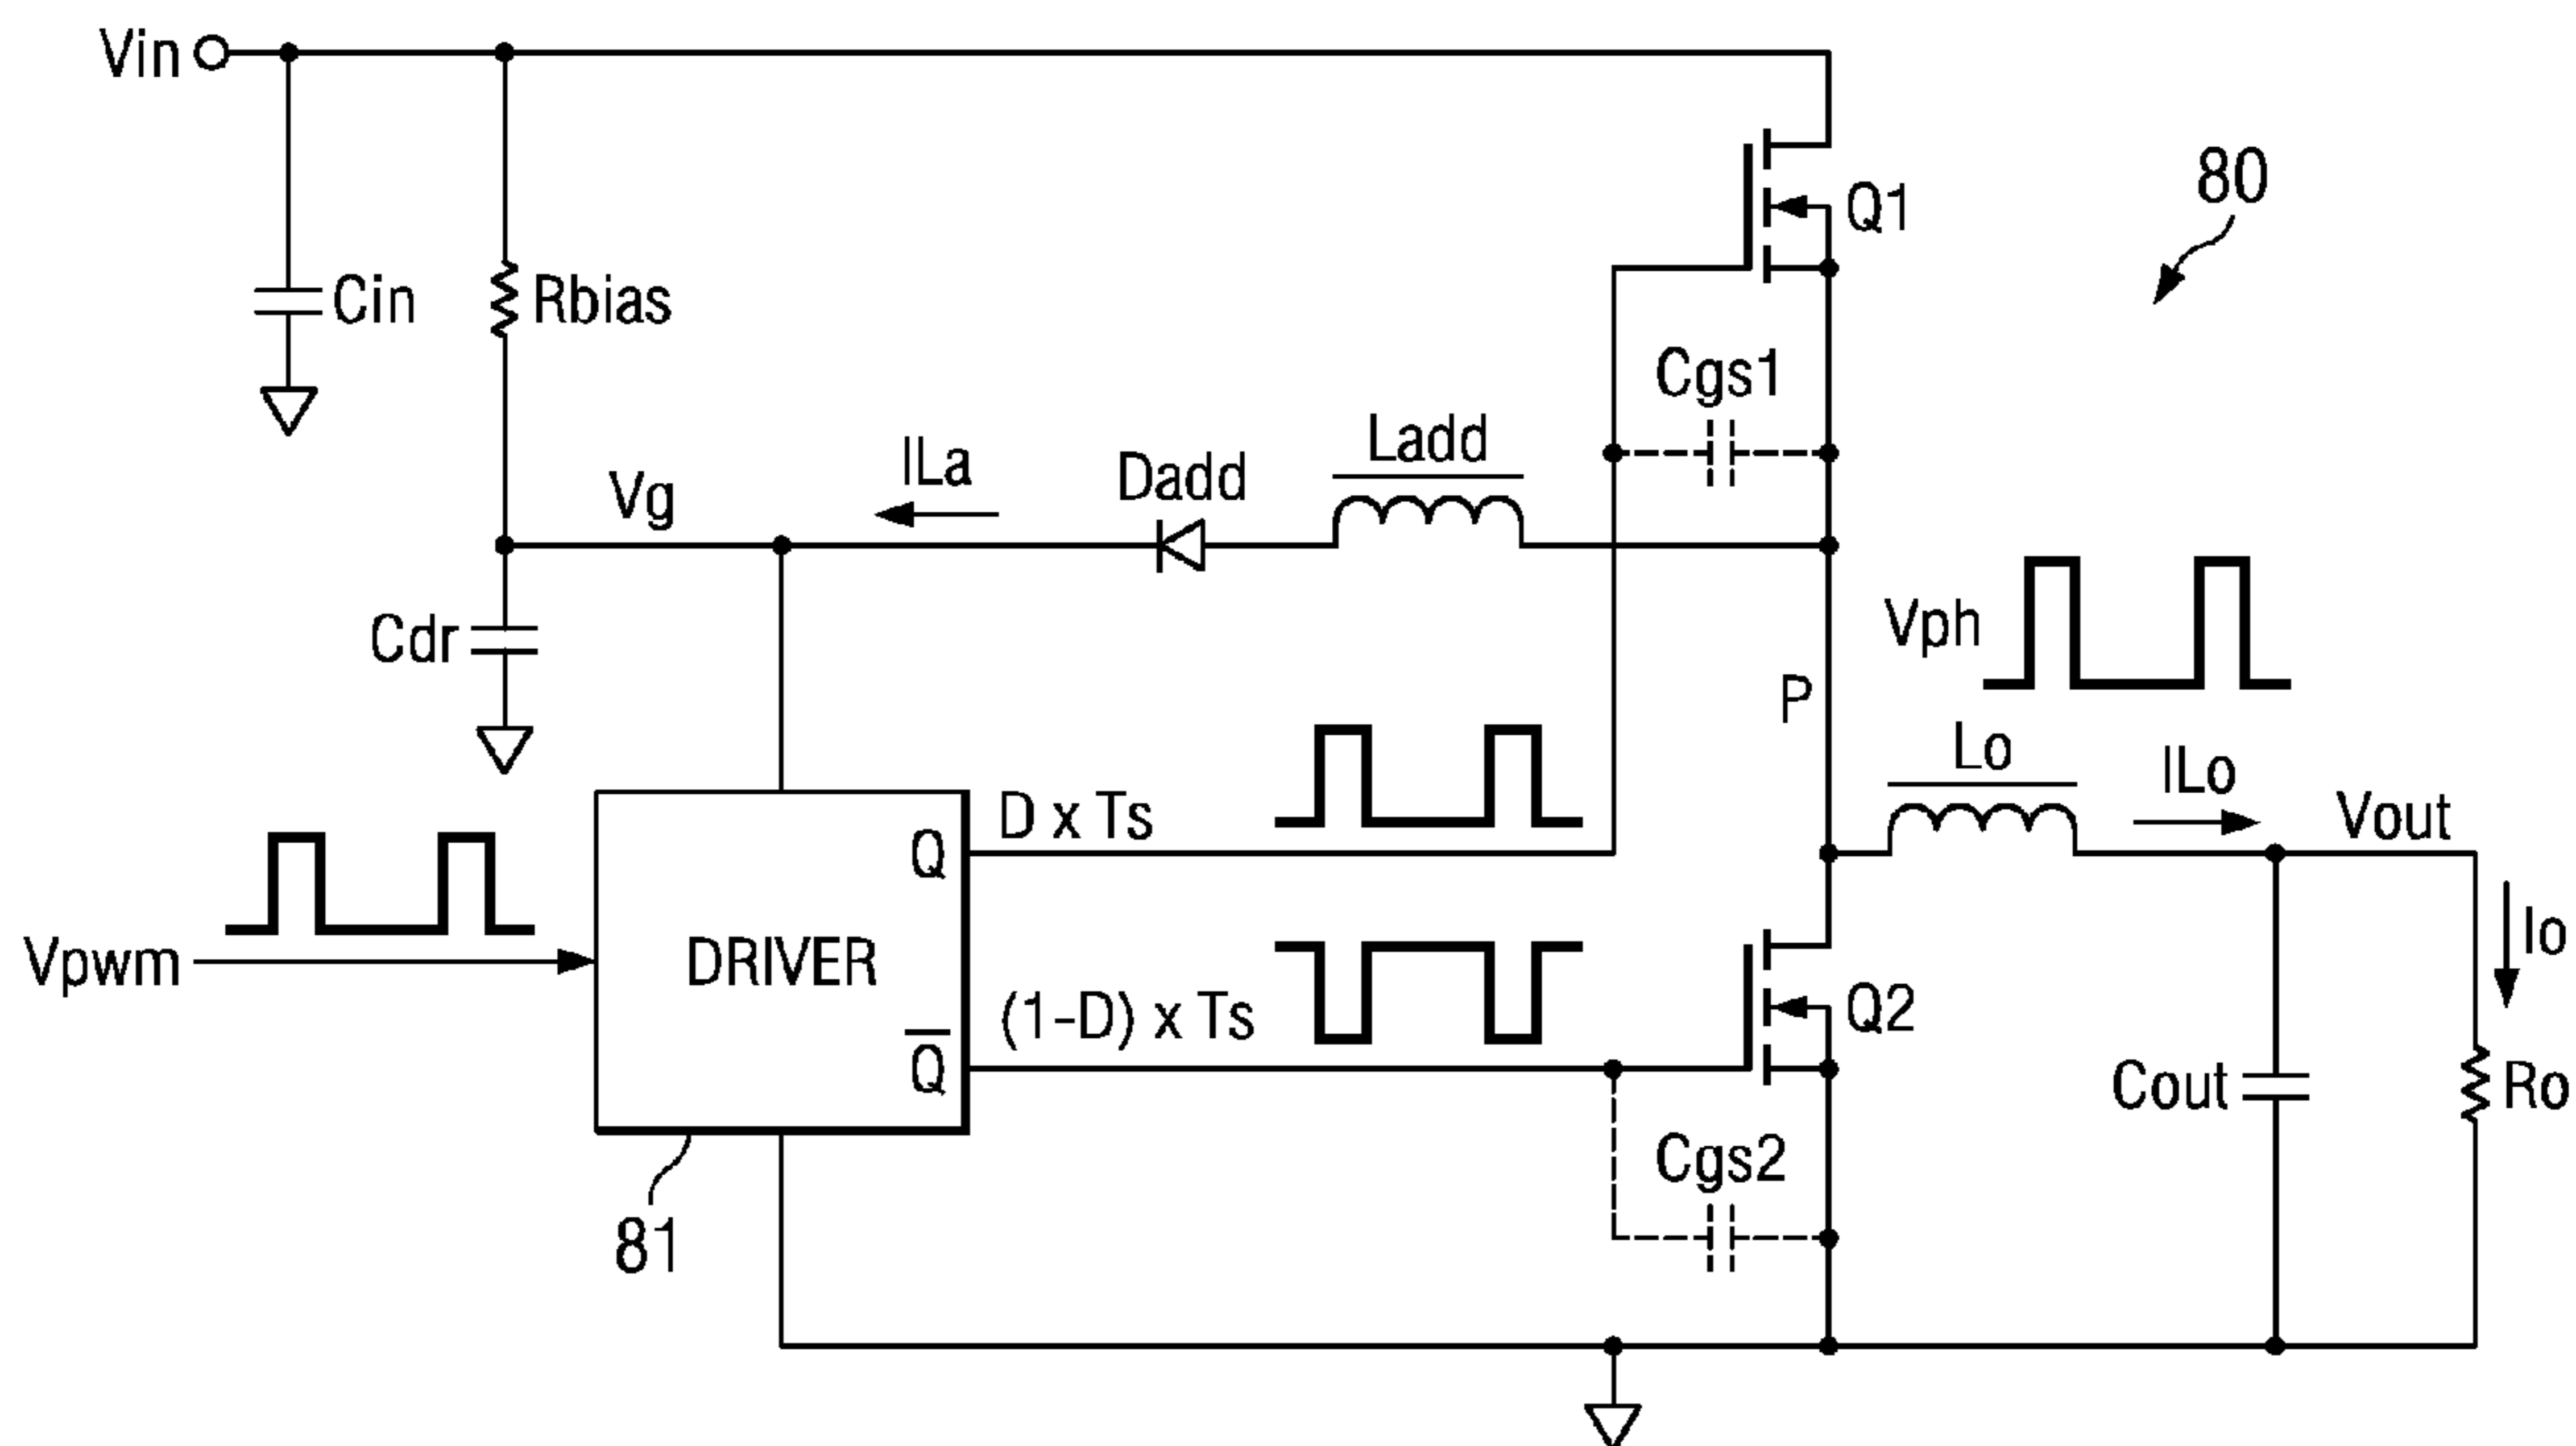 Vin
Q1
80
Cin
Rbias
Cgs1
Ladd
Dadd
ILa
Vg
Cdr
Vph
P
Lo
ILo
Vout
D x Ts
Q
Vpwm
DRIVER
Io
(1-D) x Ts
Q̅
Q2
Cout
Ro
Cgs2
81